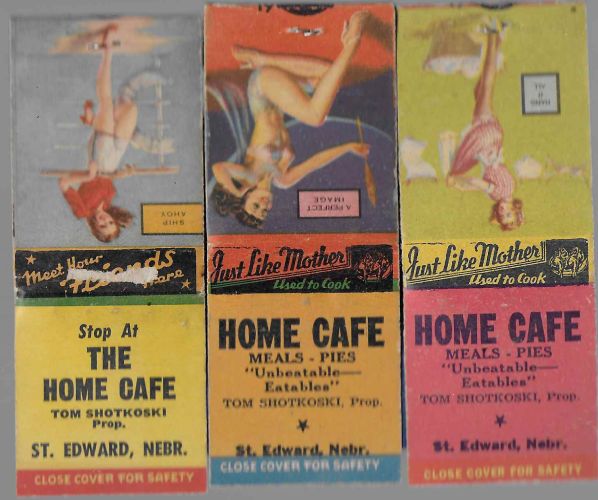 SHIP
AHOY
Meet Your
Friends
Here
Stop At
THE
HOME CAFE
TOM SHOTKOSKI
Prop.
ST. EDWARD, NEBR.
CLOSE COVER FOR SAFETY
A PERFECT
IMAGE
Just Like Mother
Used to Cook
HOME CAFE
MEALS - PIES
"Unbeatable—
Eatables"
TOM SHOTKOSKI, Prop.
St. Edward, Nebr.
CLOSE COVER FOR SAFETY
HANG
IT
ALL
Just Like Mother
Used to Cook
HOME CAFE
MEALS - PIES
"Unbeatable—
Eatables"
TOM SHOTKOSKI, Prop.
St. Edward, Nebr.
CLOSE COVER FOR SAFETY